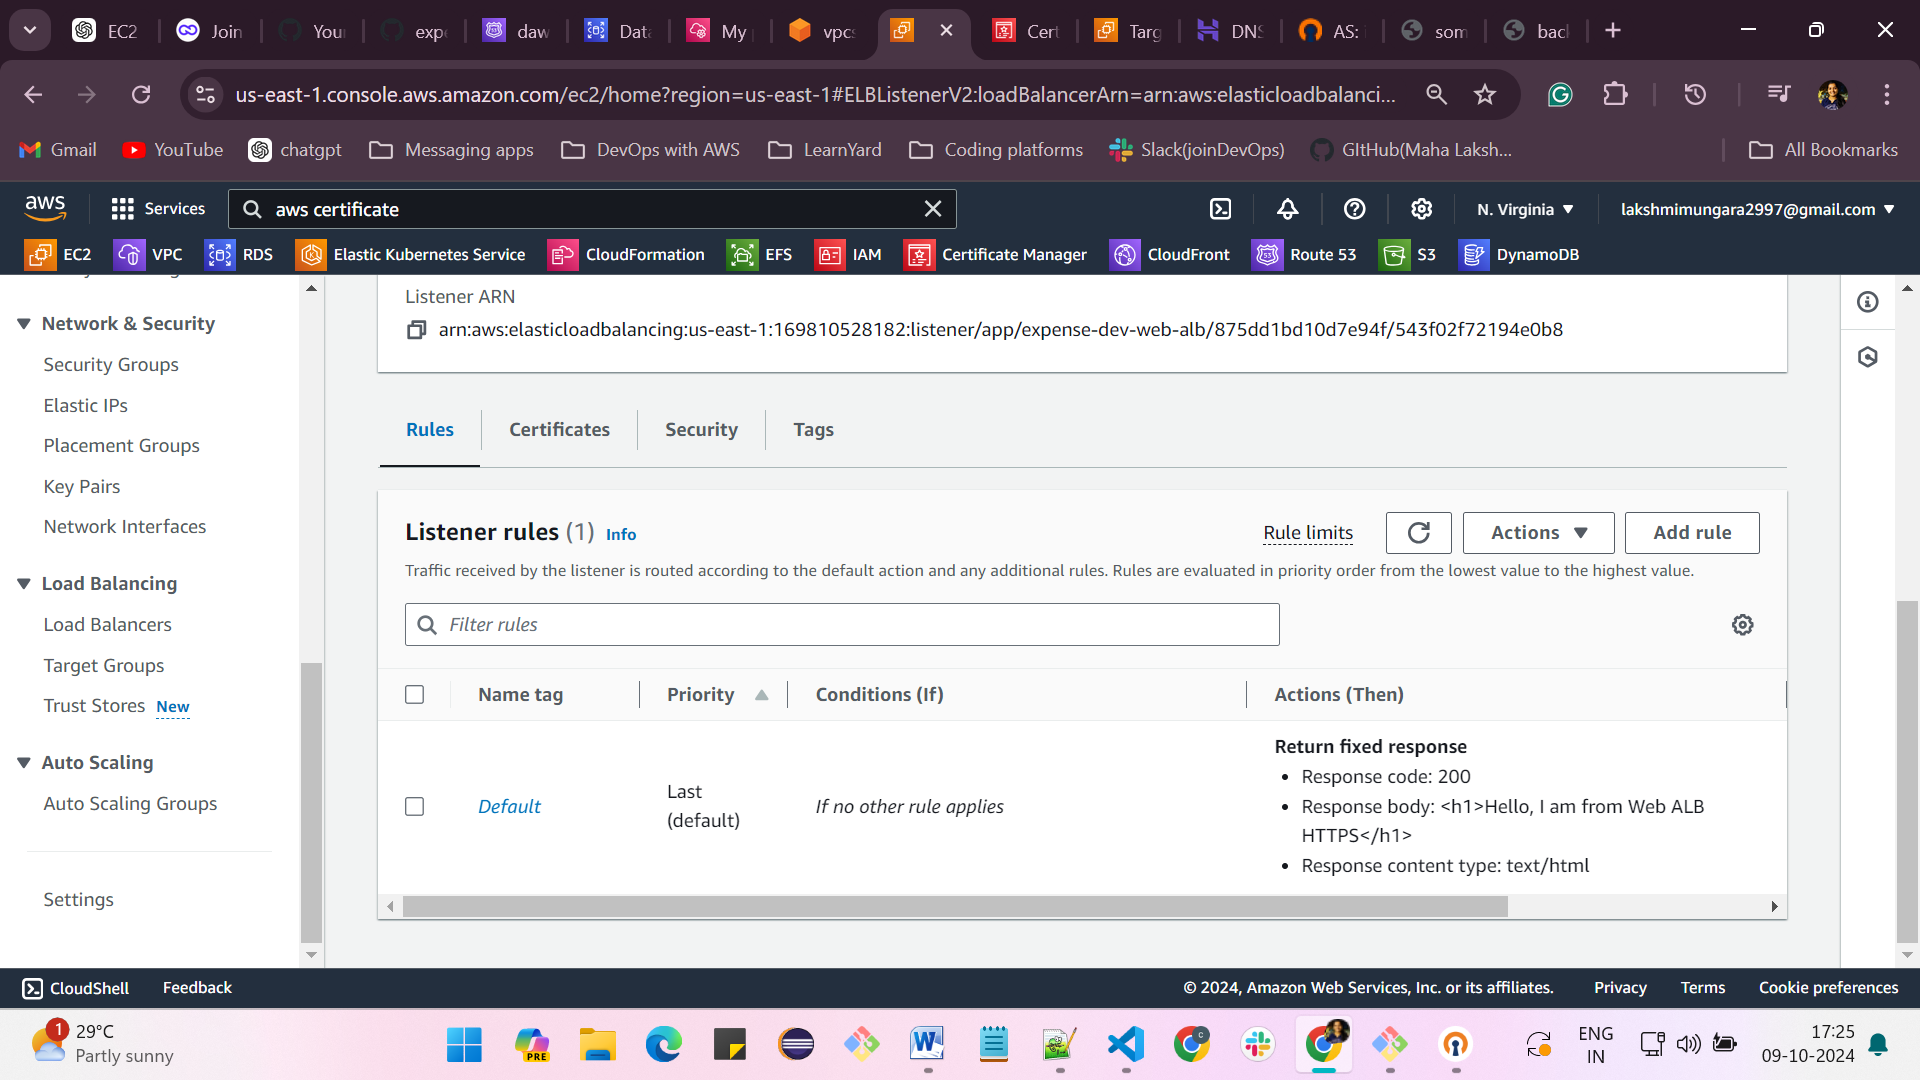 EC2
Join
You
exp
daw
Data
My
vpc
Cert
Targ
DNS
AS:
som
bac
us-east-1.console.aws.amazon.com/ec2/home?region=us-east-1#ELBListenerV2:loadBalancerArn=arn:aws:elasticloadbalanci...
Gmail
YouTube
chatgpt
Messaging apps
DevOps with AWS
LearnYard
Coding platforms
Slack(joinDevOps)
GItHub(Maha Laksh...
All Bookmarks
aws
Services
aws certificate
N. Virginia
lakshmimungara2997@gmail.com
EC2
VPC
RDS
Elastic Kubernetes Service
CloudFormation
EFS
IAM
Certificate Manager
CloudFront
Route 53
S3
DynamoDB
Network & Security
Security Groups
Elastic IPs
Placement Groups
Key Pairs
Network Interfaces
Load Balancing
Load Balancers
Target Groups
Trust Stores New
Auto Scaling
Auto Scaling Groups
Settings
Listener ARN
arn:aws:elasticloadbalancing:us-east-1:169810528182:listener/app/expense-dev-web-alb/875dd1bd10d7e94f/543f02f72194e0b8
Rules
Certificates
Security
Tags
Listener rules (1) Info
Rule limits
Actions
Add rule
Traffic received by the listener is routed according to the default action and any additional rules. Rules are evaluated in priority order from the lowest value to the highest value.
Filter rules
Name tag
Priority
Conditions (If)
Actions (Then)
Default
Last
(default)
If no other rule applies
Return fixed response
• Response code: 200
• Response body: <h1>Hello, I am from Web ALB
HTTPS</h1>
• Response content type: text/html
CloudShell
Feedback
© 2024, Amazon Web Services, Inc. or its affiliates.
Privacy
Terms
Cookie preferences
1
29°C
Partly sunny
PRE
ENG
IN
17:25
09-10-2024